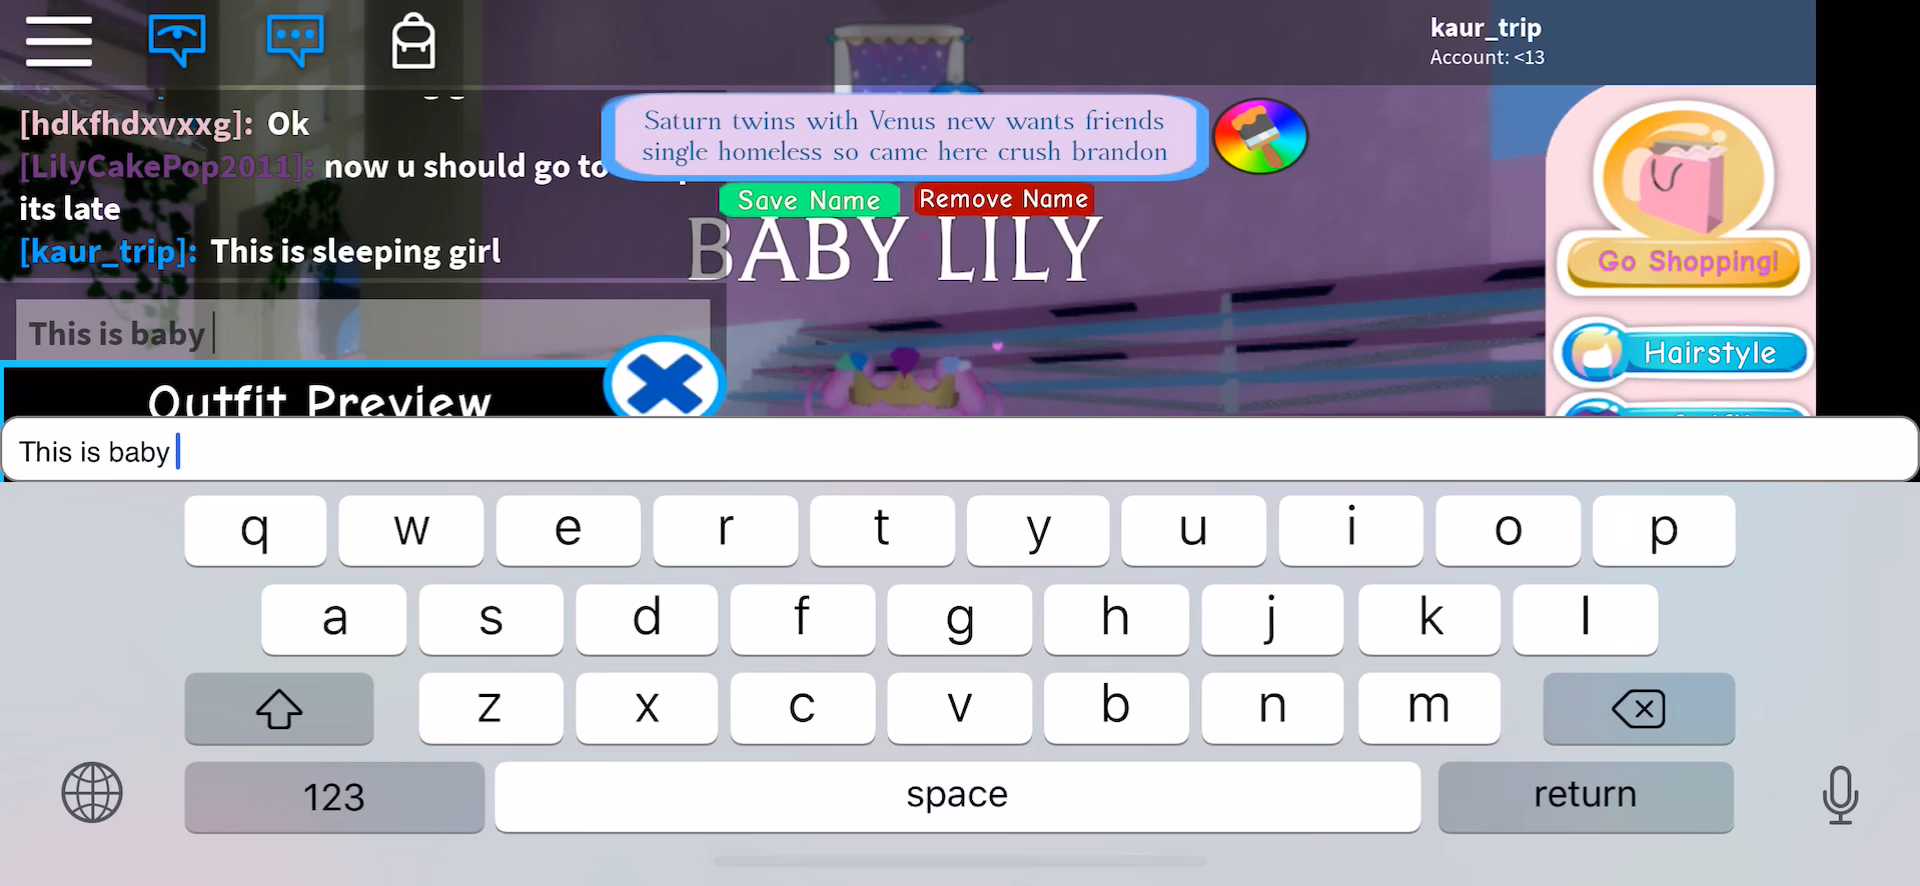 kaur_trip
Account: <13
[hdkfhdxvxxg]: Ok
[LilyCakePop2011]: now u should go to
its late
[kaur_trip]: This is sleeping girl
This is baby
Saturn twins with Venus new wants friends
single homeless so came here crush brandon
Save Name
Remove Name
BABY LILY
Go Shopping!
Hairstyle
Outfit Preview
This is baby
q w e r t y u i o p
a s d f g h j k l
z x c v b n m
123
space
return